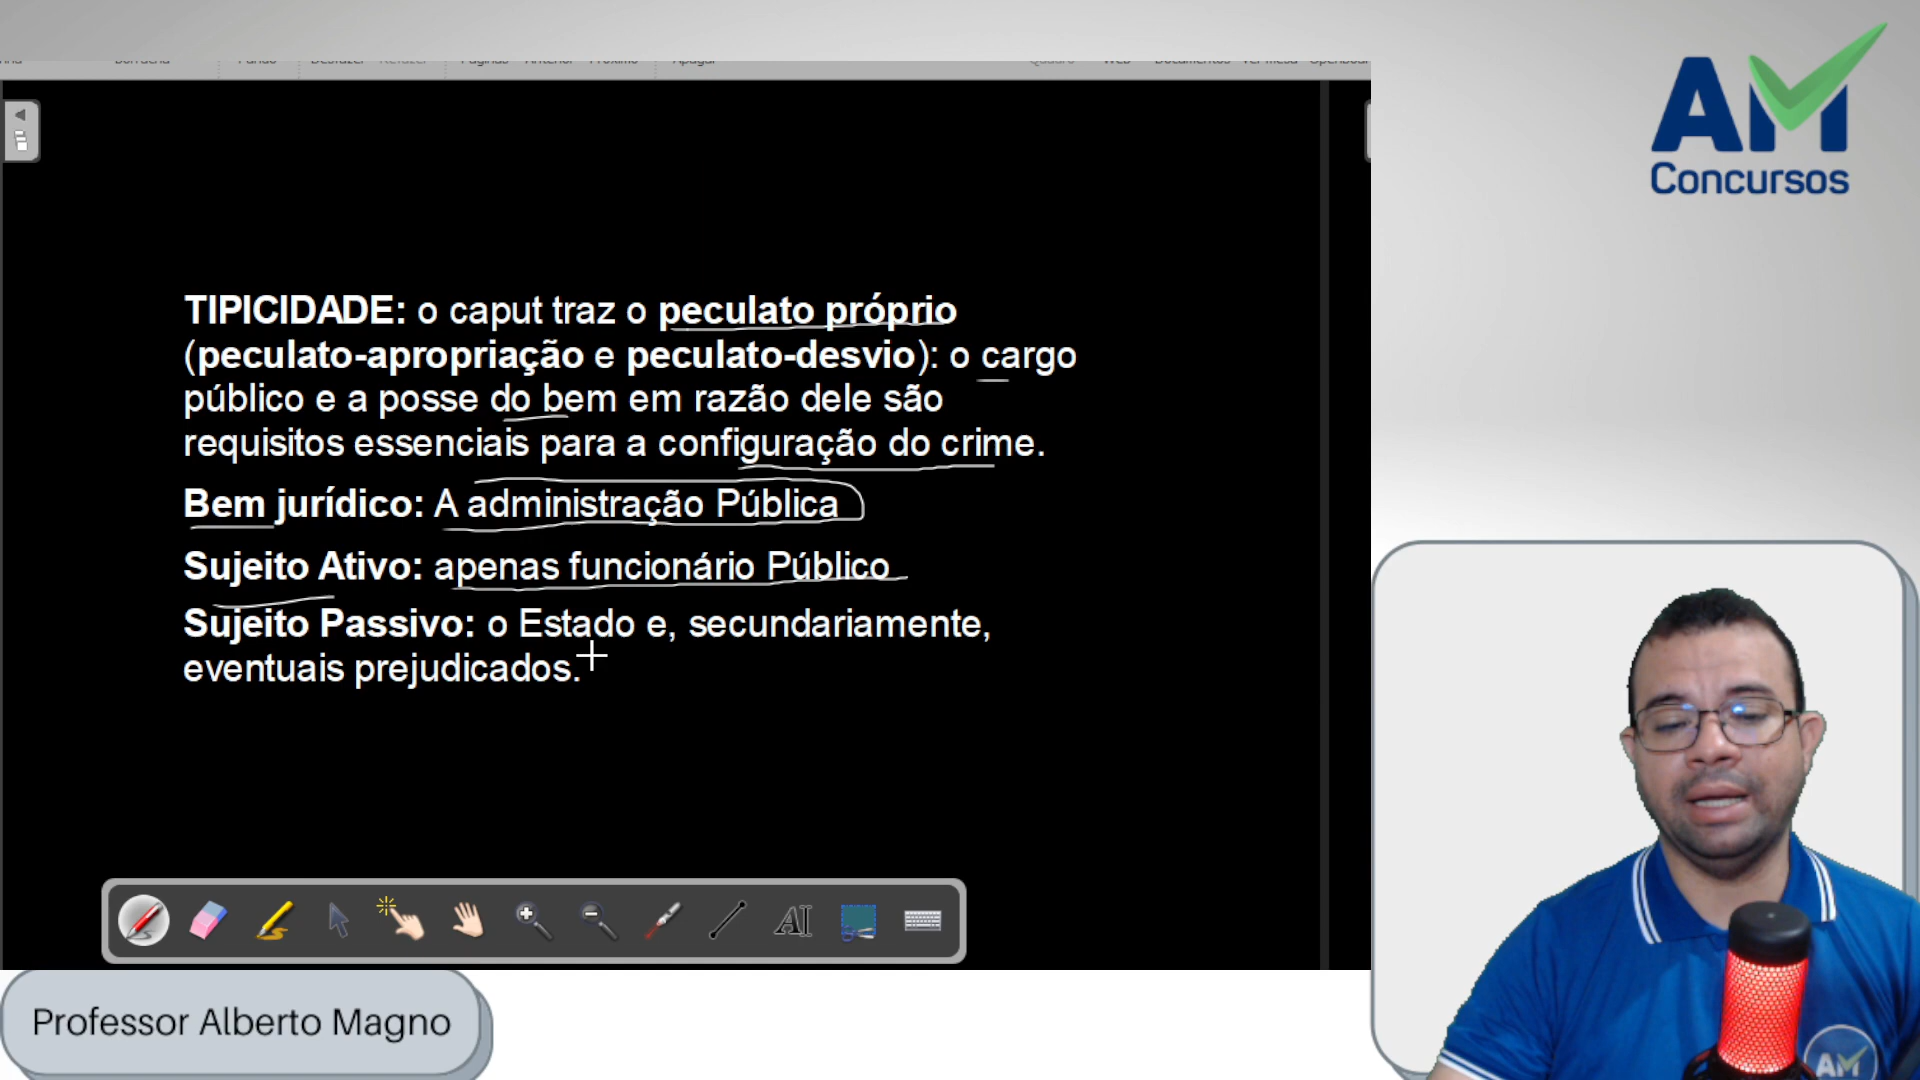 AM
Concursos
TIPICIDADE: o caput traz o peculato próprio
(peculato-apropriação e peculato-desvio): o cargo
público e a posse do bem em razão dele são
requisitos essenciais para a configuração do crime.
Bem jurídico: A administração Pública
Sujeito Ativo: apenas funcionário Público
Sujeito Passivo: o Estado e, secundariamente,
eventuais prejudicados.
AI
Professor Alberto Magno
AM